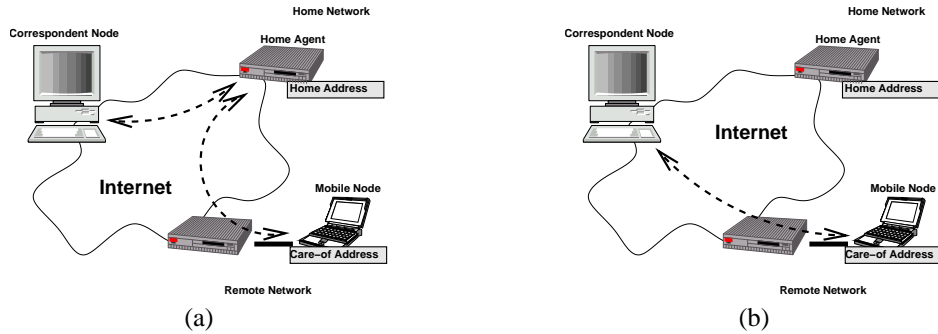 Home Network
Correspondent Node
Home Agent
Home Address
Internet
Mobile Node
Care-of Address
Remote Network
(a)
Home Network
Correspondent Node
Home Agent
Home Address
Internet
Mobile Node
Care-of Address
Remote Network
(b)